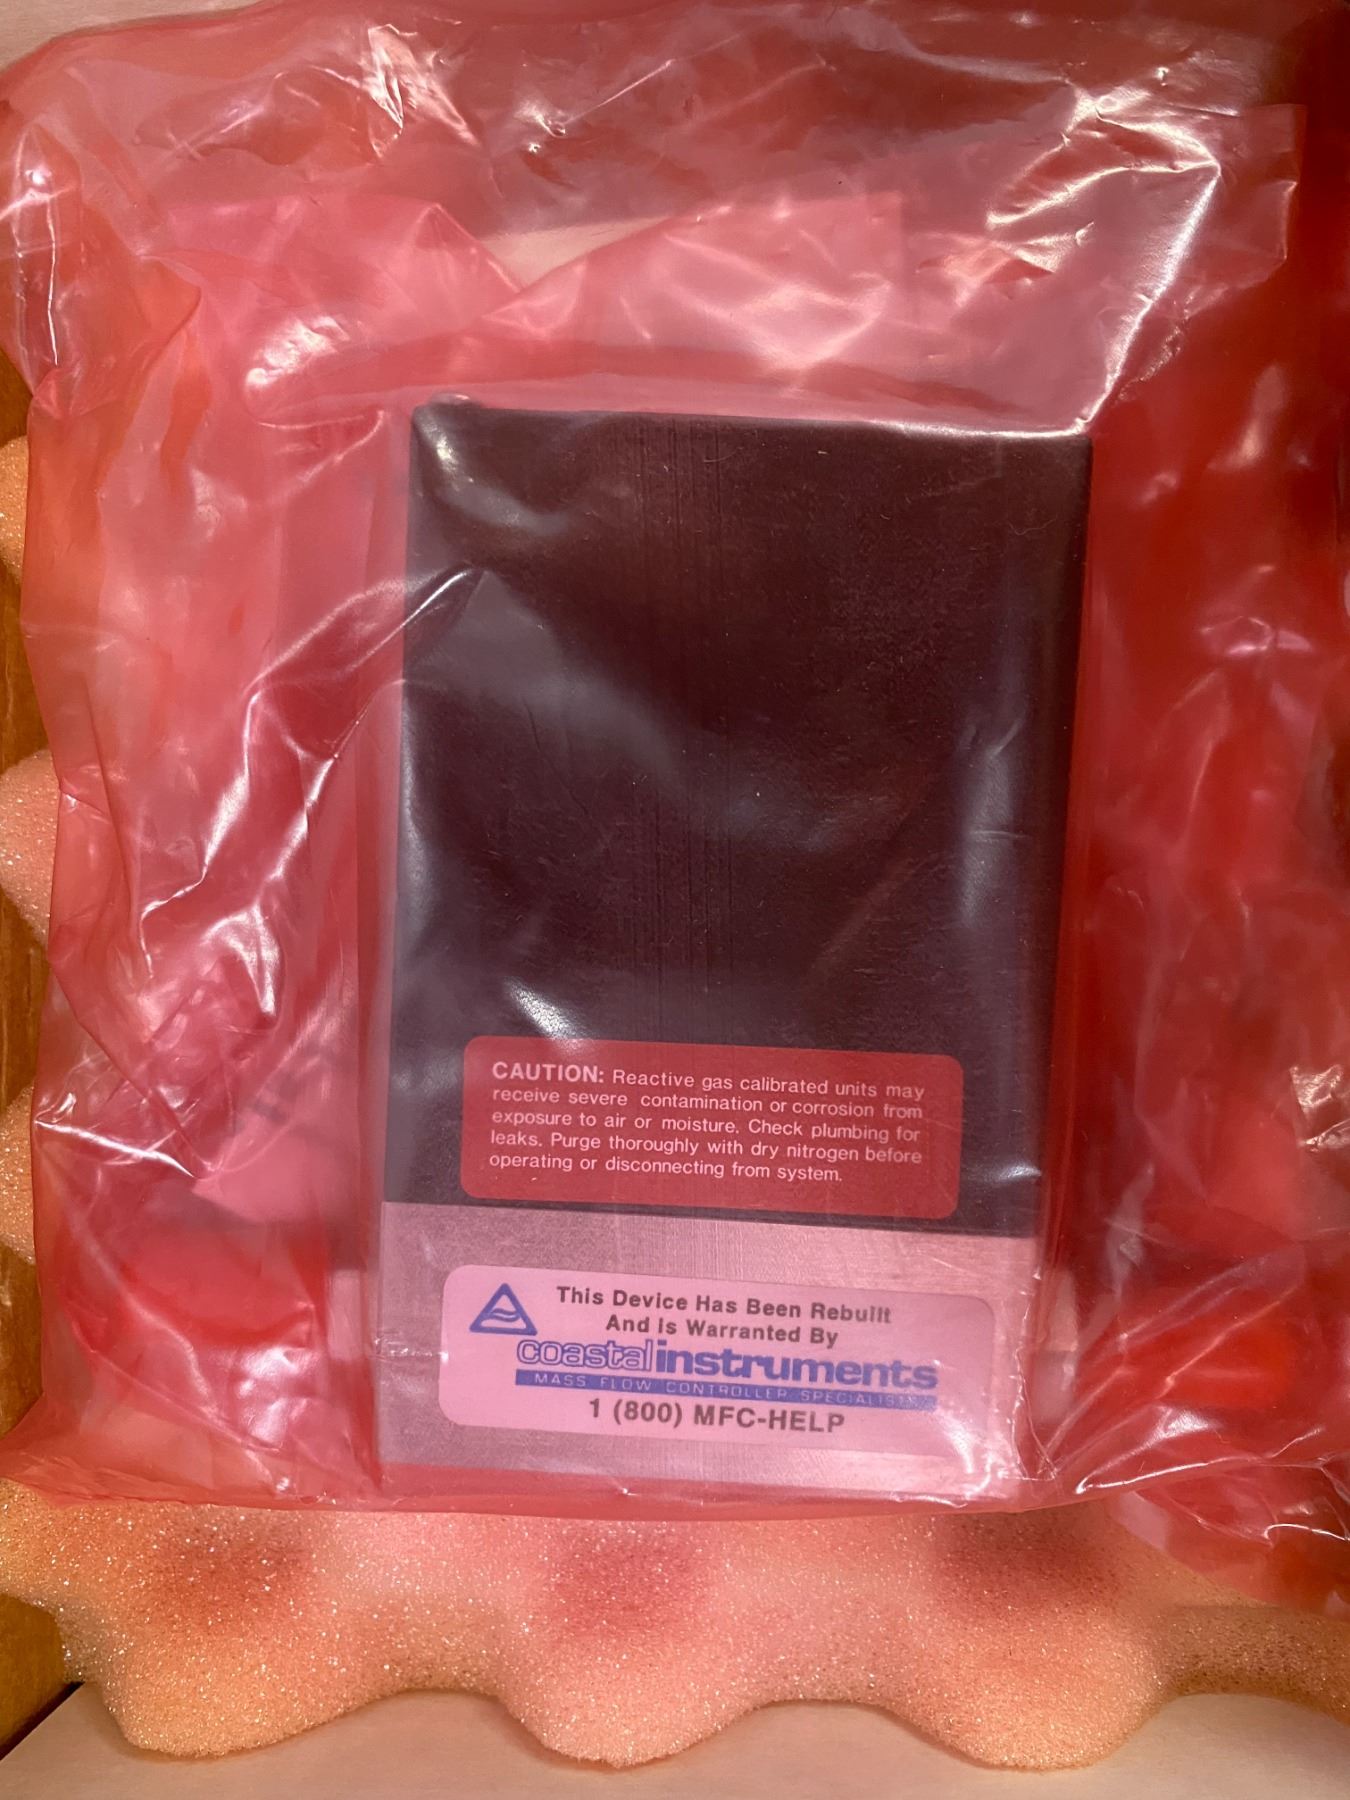 CAUTION: Reactive gas calibrated units may
receive severe contamination or corrosion from
exposure to air or moisture. Check plumbing for
leaks. Purge thoroughly with dry nitrogen before
operating or disconnecting from system.
This Device Has Been Rebuilt
And Is Warranted By
coastal instruments
MASS FLOW CONTROLLER SPECIALISTS
1 (800) MFC-HELP